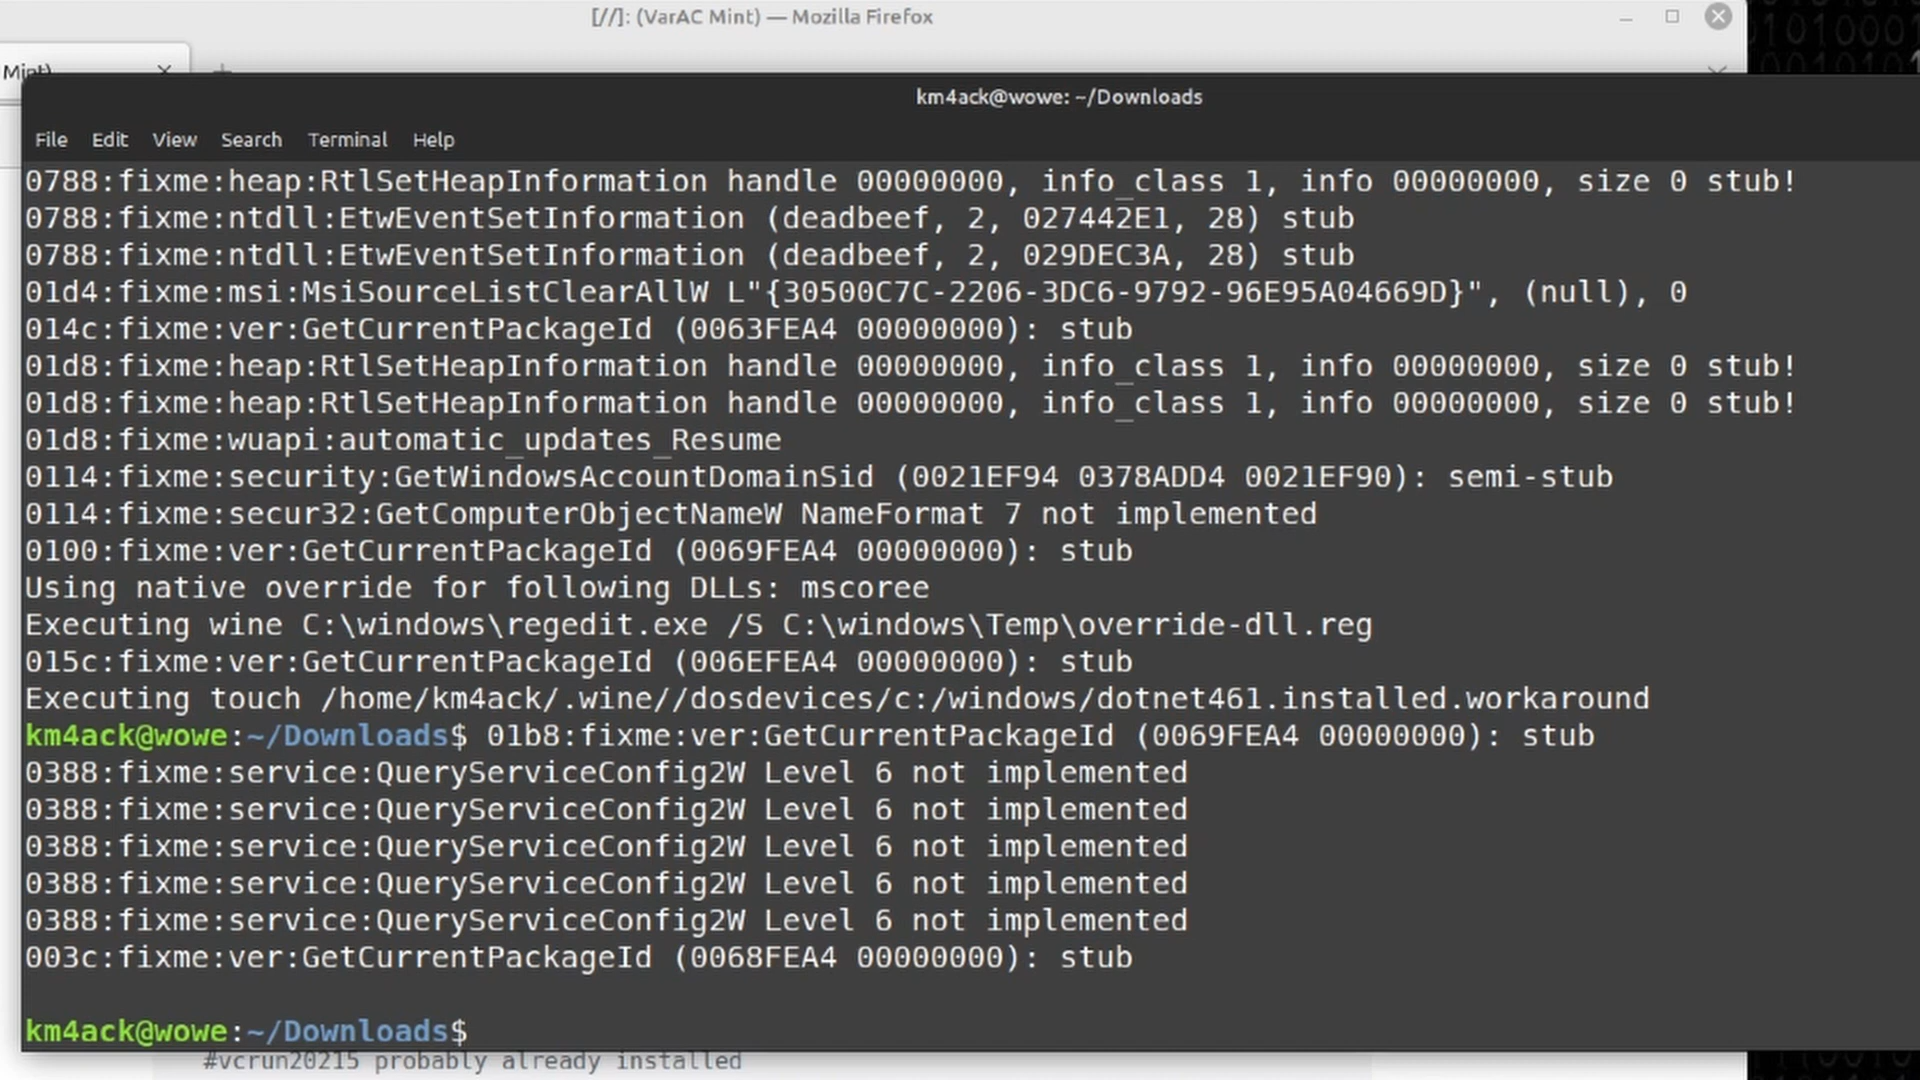 [//]: (VarAC Mint) — Mozilla Firefox
Mint)
km4ack@wowe: ~/Downloads
File Edit View Search Terminal Help
0788:fixme:heap:RtlSetHeapInformation handle 00000000, info_class 1, info 00000000, size 0 stub!
0788:fixme:ntdll:EtwEventSetInformation (deadbeef, 2, 027442E1, 28) stub
0788:fixme:ntdll:EtwEventSetInformation (deadbeef, 2, 029DEC3A, 28) stub
01d4:fixme:msi:MsiSourceListClearAllW L"{30500C7C-2206-3DC6-9792-96E95A04669D}", (null), 0
014c:fixme:ver:GetCurrentPackageId (0063FEA4 00000000): stub
01d8:fixme:heap:RtlSetHeapInformation handle 00000000, info_class 1, info 00000000, size 0 stub!
01d8:fixme:heap:RtlSetHeapInformation handle 00000000, info_class 1, info 00000000, size 0 stub!
01d8:fixme:wuapi:automatic_updates_Resume
0114:fixme:security:GetWindowsAccountDomainSid (0021EF94 0378ADD4 0021EF90): semi-stub
0114:fixme:secur32:GetComputerObjectNameW NameFormat 7 not implemented
0100:fixme:ver:GetCurrentPackageId (0069FEA4 00000000): stub
Using native override for following DLLs: mscoree
Executing wine C:\windows\regedit.exe /S C:\windows\Temp\override-dll.reg
015c:fixme:ver:GetCurrentPackageId (006EFEA4 00000000): stub
Executing touch /home/km4ack/.wine//dosdevices/c:/windows/dotnet461.installed.workaround
km4ack@wowe:~/Downloads$ 01b8:fixme:ver:GetCurrentPackageId (0069FEA4 00000000): stub
0388:fixme:service:QueryServiceConfig2W Level 6 not implemented
0388:fixme:service:QueryServiceConfig2W Level 6 not implemented
0388:fixme:service:QueryServiceConfig2W Level 6 not implemented
0388:fixme:service:QueryServiceConfig2W Level 6 not implemented
0388:fixme:service:QueryServiceConfig2W Level 6 not implemented
003c:fixme:ver:GetCurrentPackageId (0068FEA4 00000000): stub
km4ack@wowe:~/Downloads$
#vcrun20215 probably already installed